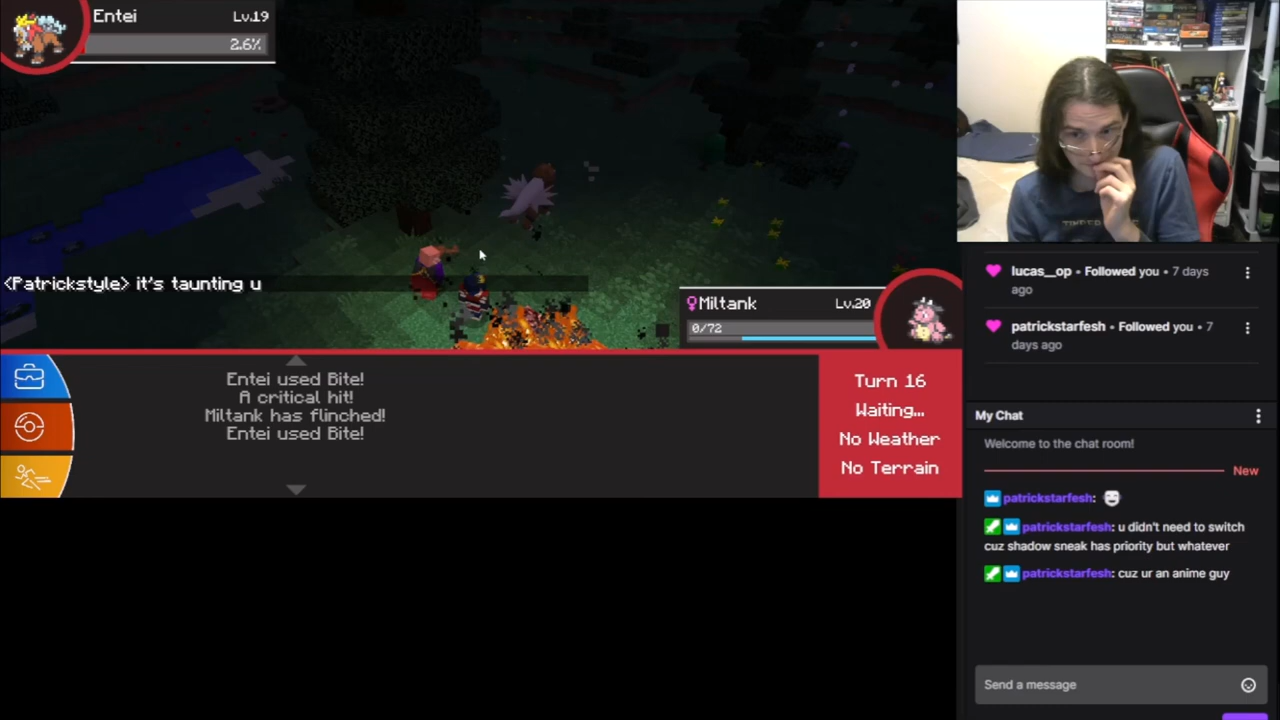 Entei
Lv.19
2.6%
<Patrickstyle> it's taunting u
♀Miltank
Lv.20
0/72
Entei used Bite!
A critical hit!
Miltank has flinched!
Entei used Bite!
Turn 16
Waiting...
No Weather
No Terrain
lucas__op • Followed you • 7 days
ago
patrickstarfesh • Followed you • 7
days ago
My Chat
Welcome to the chat room!
New
patrickstarfesh:
patrickstarfesh: u didn't need to switch
cuz shadow sneak has priority but whatever
patrickstarfesh: cuz ur an anime guy
Send a message